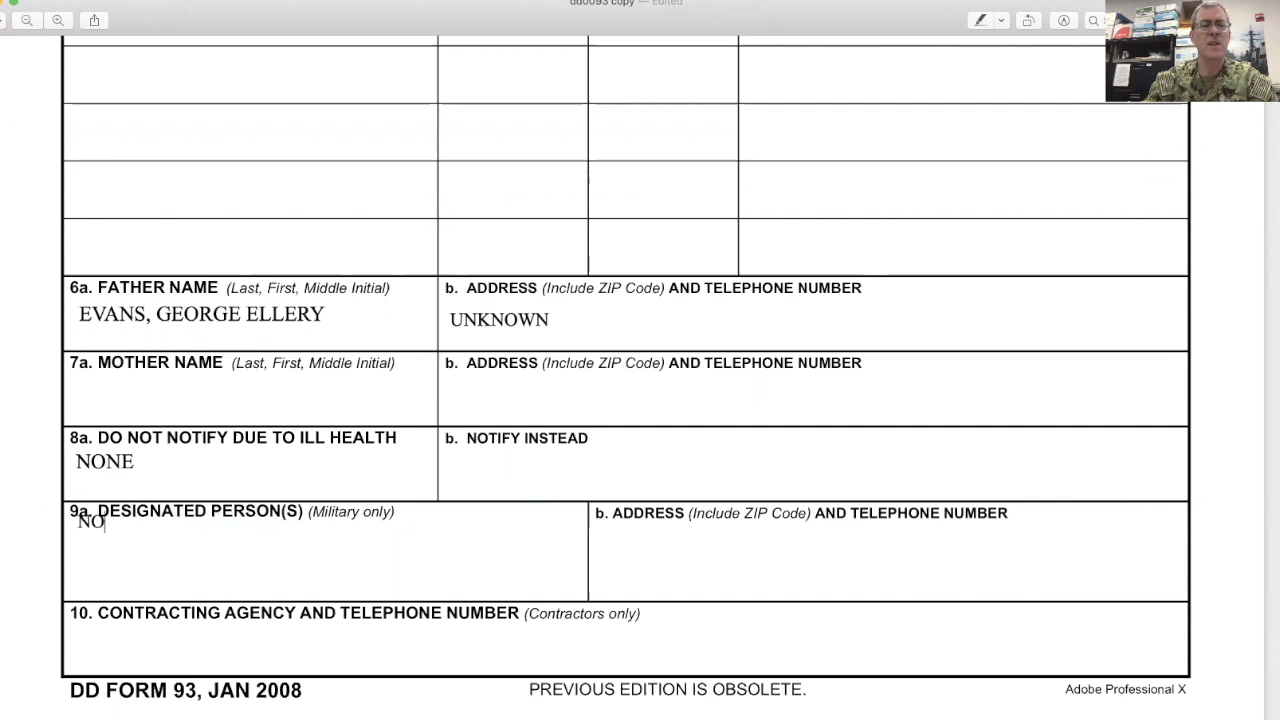 dd0093 copy — Edited
6a. FATHER NAME (Last, First, Middle Initial)
b. ADDRESS (Include ZIP Code) AND TELEPHONE NUMBER
EVANS, GEORGE ELLERY
UNKNOWN
7a. MOTHER NAME (Last, First, Middle Initial)
b. ADDRESS (Include ZIP Code) AND TELEPHONE NUMBER
8a. DO NOT NOTIFY DUE TO ILL HEALTH
b. NOTIFY INSTEAD
NONE
9a. DESIGNATED PERSON(S) (Military only)
b. ADDRESS (Include ZIP Code) AND TELEPHONE NUMBER
NO
10. CONTRACTING AGENCY AND TELEPHONE NUMBER (Contractors only)
DD FORM 93, JAN 2008
PREVIOUS EDITION IS OBSOLETE.
Adobe Professional X